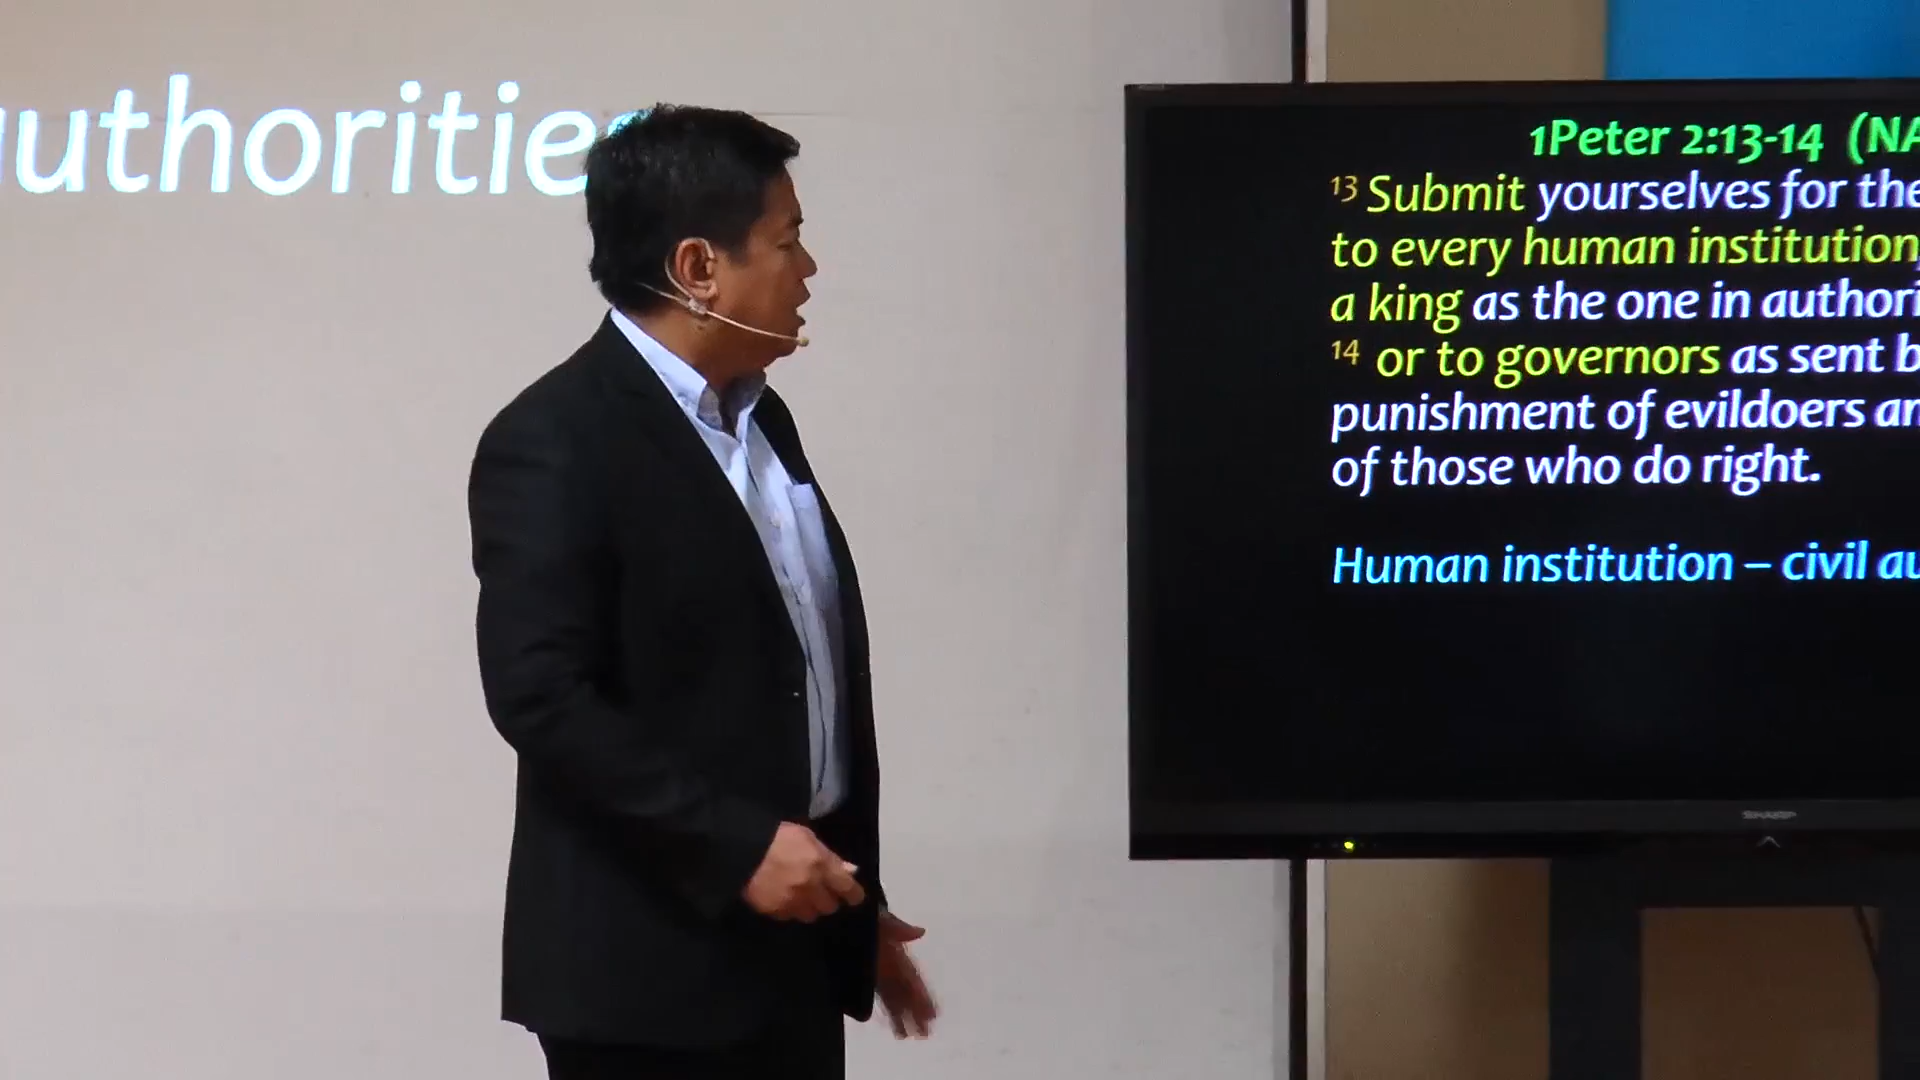 authorities
1Peter 2:13-14 (NA
13 Submit yourselves for the
to every human institution,
a king as the one in authori
14 or to governors as sent b
punishment of evildoers an
of those who do right.
Human institution – civil au
SHARP